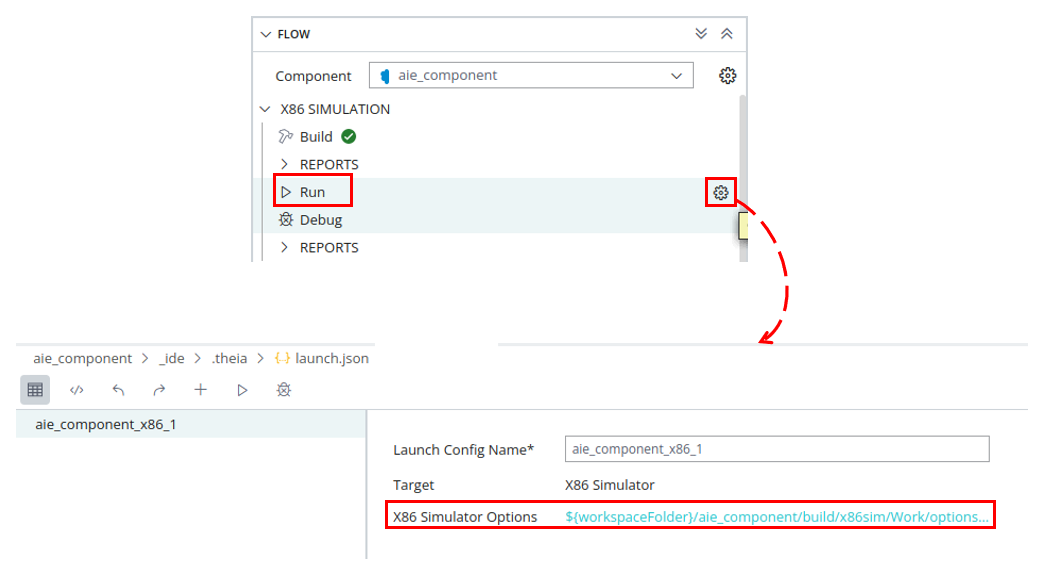 FLOW
Component aie_component
X86 SIMULATION
Build
REPORTS
Run
Debug
REPORTS
aie_component > _ide > .theia > {} launch.json
aie_component_x86_1
Launch Config Name* aie_component_x86_1
Target X86 Simulator
X86 Simulator Options ${workspaceFolder}/aie_component/build/x86sim/Work/options...